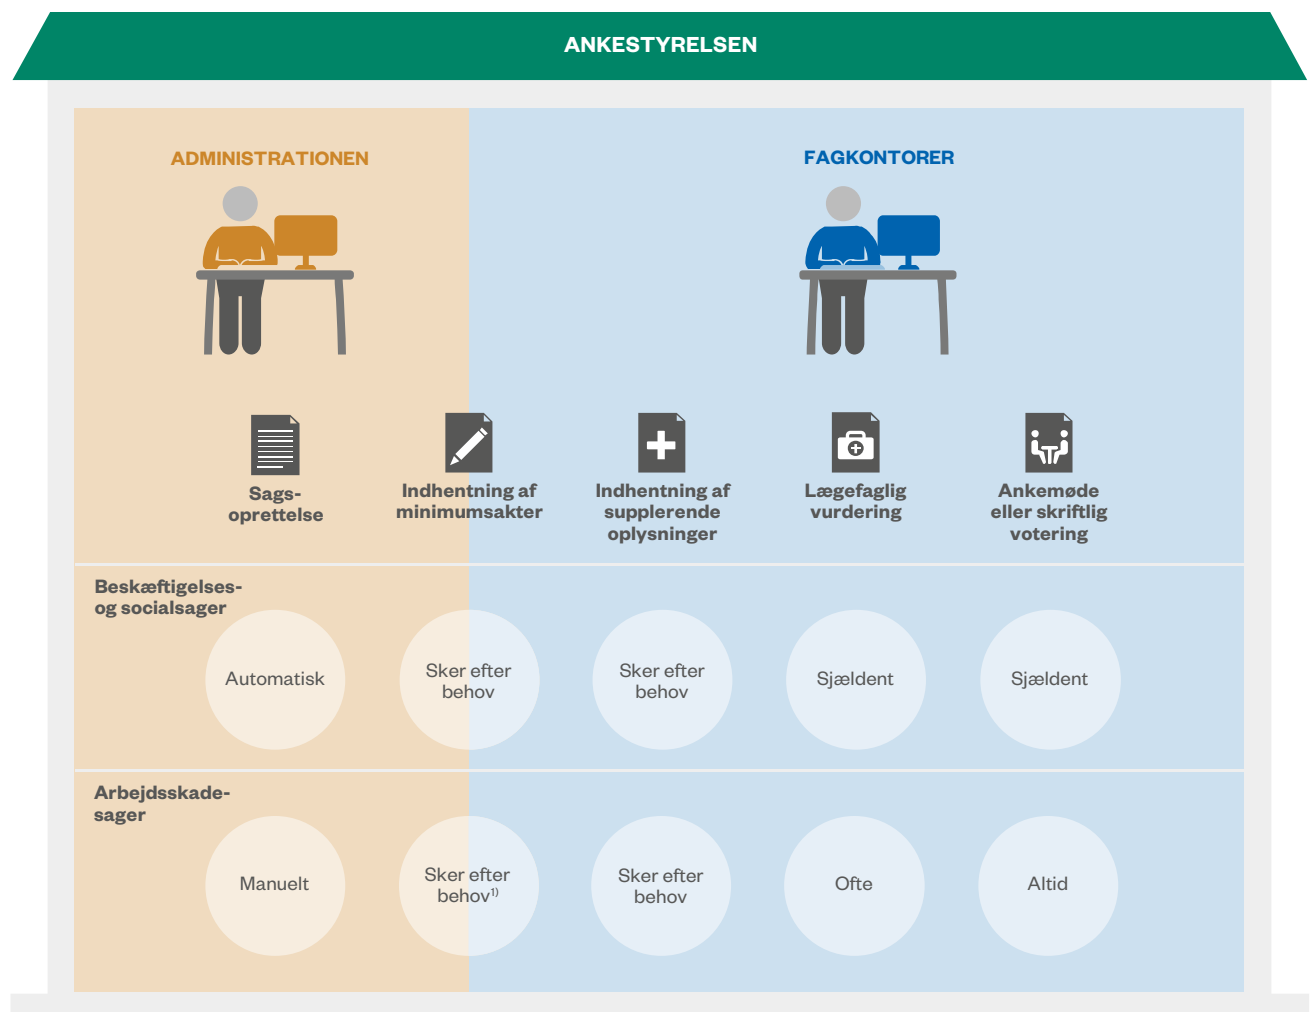 ANKESTYRELSEN
ADMINISTRATIONEN
FAGKONTORER
Sags-
oprettelse
Indhentning af
minimumsakter
Indhentning af
supplerende
oplysninger
Lægefaglig
vurdering
Ankemøde
eller skriftlig
votering
Beskæftigelses-
og socialsager
Automatisk
Sker efter
behov
Sker efter
behov
Sjældent
Sjældent
Arbejdsskade-
sager
Manuelt
Sker efter
behov¹⁾
Sker efter
behov
Ofte
Altid